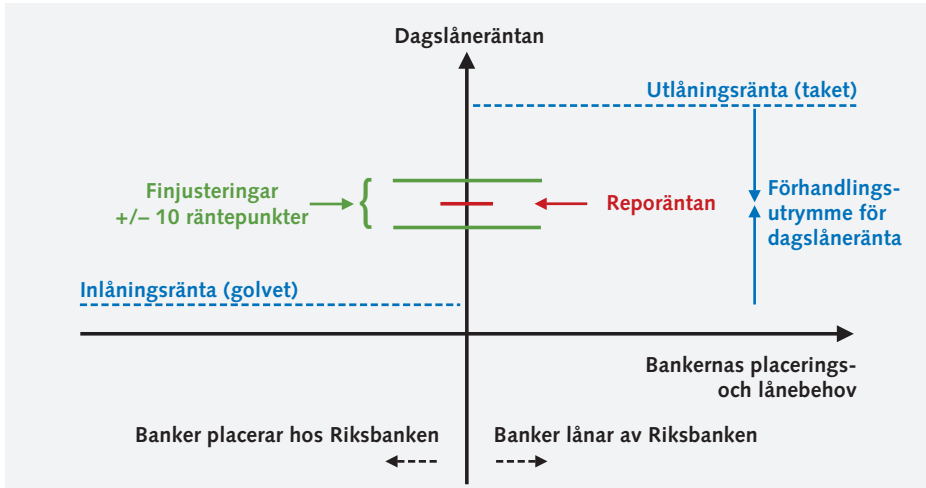 Dagslåneräntan
Utlåningsränta (taket)
Finjusteringar
+/– 10 räntepunkter
{
Reporäntan
Förhandlings-
utrymme för
dagslåneränta
Inlåningsränta (golvet)
Bankernas placerings-
och lånebehov
Banker placerar hos Riksbanken
Banker lånar av Riksbanken